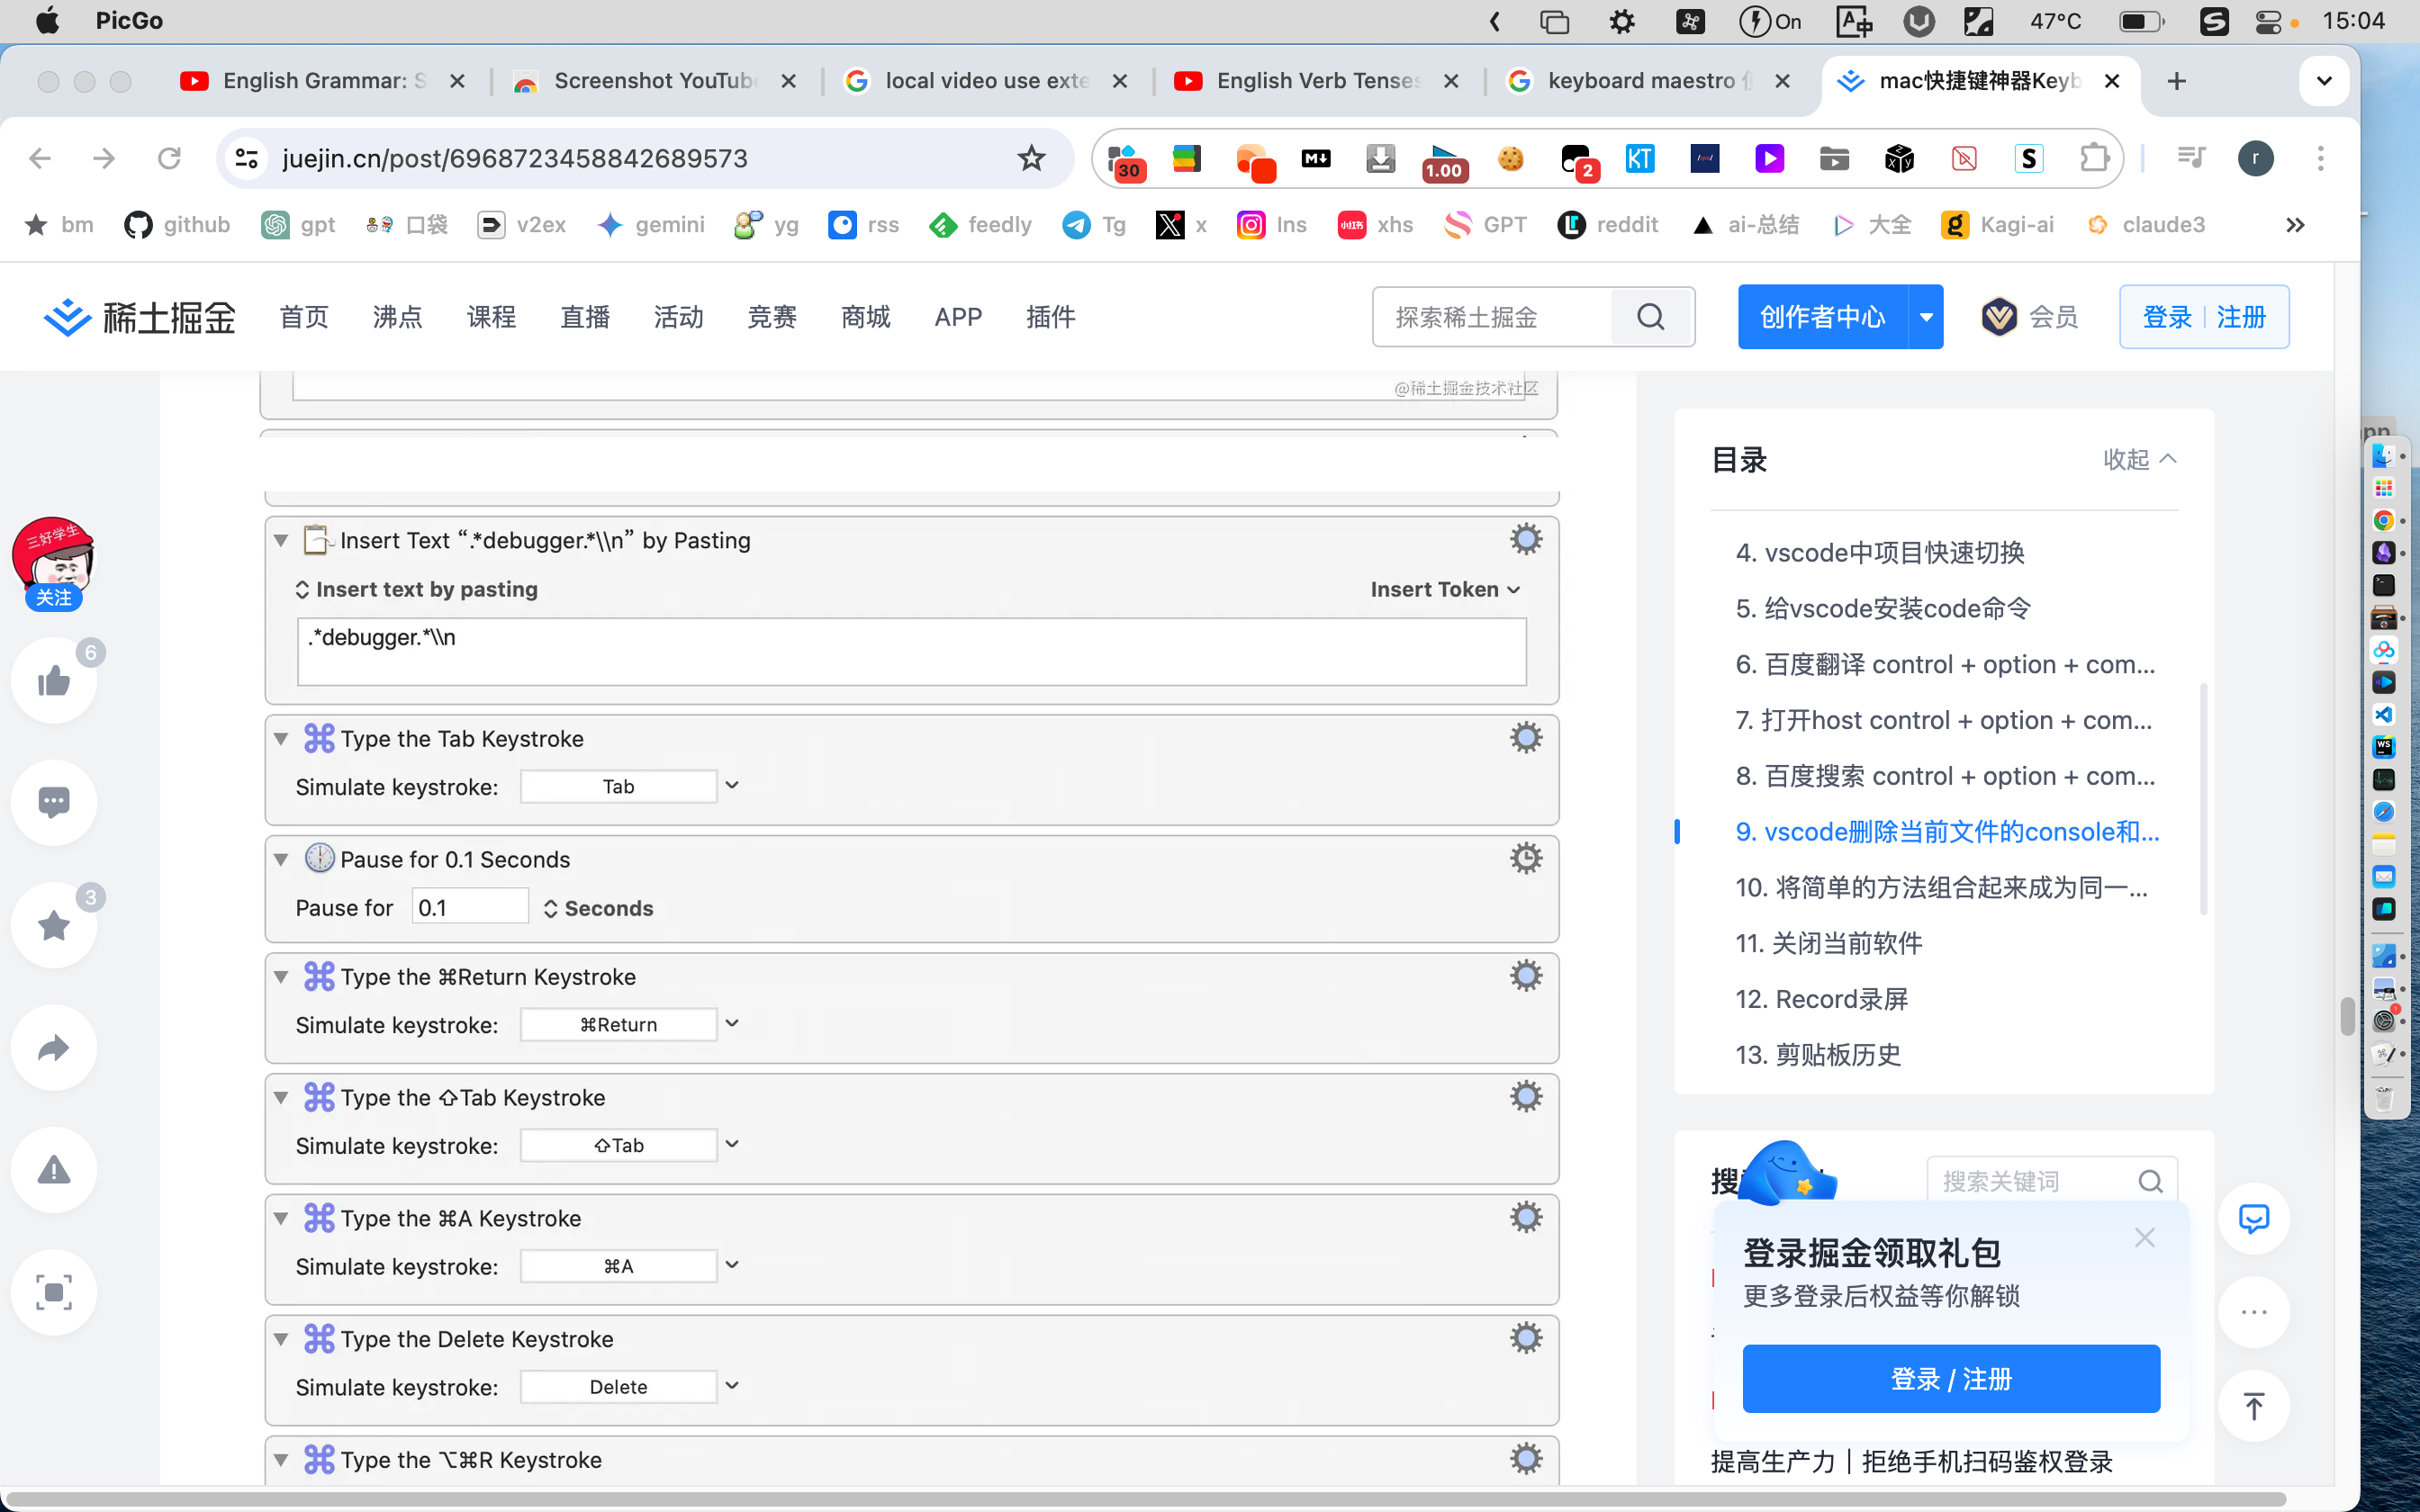 PicGo
On
47°C
15:04
English Grammar: S
Screenshot YouTube
local video use exte
English Verb Tenses
keyboard maestro
mac快捷键神器Keyb
juejin.cn/post/6968723458842689573
30
1.00
2
KT
S
r
bm
github
gpt
口袋
v2ex
gemini
yg
rss
feedly
Tg
x
Ins
xhs
GPT
reddit
ai-总结
大全
Kagi-ai
claude3
稀土掘金
首页
沸点
课程
直播
活动
竞赛
商城
APP
插件
探索稀土掘金
创作者中心
会员
登录
注册
@稀土掘金技术社区
三好学生
关注
6
3
Insert Text “.*debugger.*\\n” by Pasting
Insert text by pasting
Insert Token
.*debugger.*\\n
Type the Tab Keystroke
Simulate keystroke:
Tab
Pause for 0.1 Seconds
Pause for
0.1
Seconds
Type the ⌘Return Keystroke
Simulate keystroke:
⌘Return
Type the ⇧Tab Keystroke
Simulate keystroke:
⇧Tab
Type the ⌘A Keystroke
Simulate keystroke:
⌘A
Type the Delete Keystroke
Simulate keystroke:
Delete
Type the ⌥⌘R Keystroke
目录
收起
4. vscode中项目快速切换
5. 给vscode安装code命令
6. 百度翻译 control + option + com...
7. 打开host control + option + com...
8. 百度搜索 control + option + com...
9. vscode删除当前文件的console和...
10. 将简单的方法组合起来成为同一...
11. 关闭当前软件
12. Record录屏
13. 剪贴板历史
搜
搜索关键词
登录掘金领取礼包
更多登录后权益等你解锁
登录 / 注册
提高生产力｜拒绝手机扫码鉴权登录